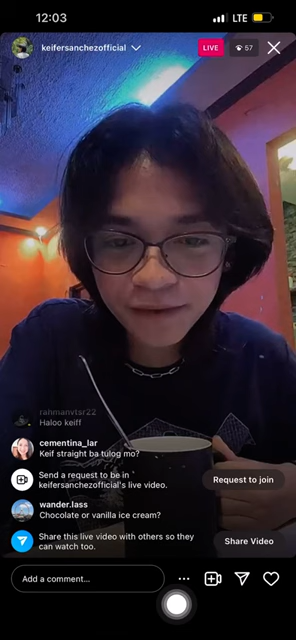 12:03
LTE
keifersanchezofficial
LIVE
57
rahmanvtsr22
Haloo keiff
cementina_lar
Keif straight ba tulog mo?
Send a request to be in `
keifersanchezofficial's live video.
Request to join
wander.lass
Chocolate or vanilla ice cream?
Share this live video with others so they
can watch too.
Share Video
Add a comment...